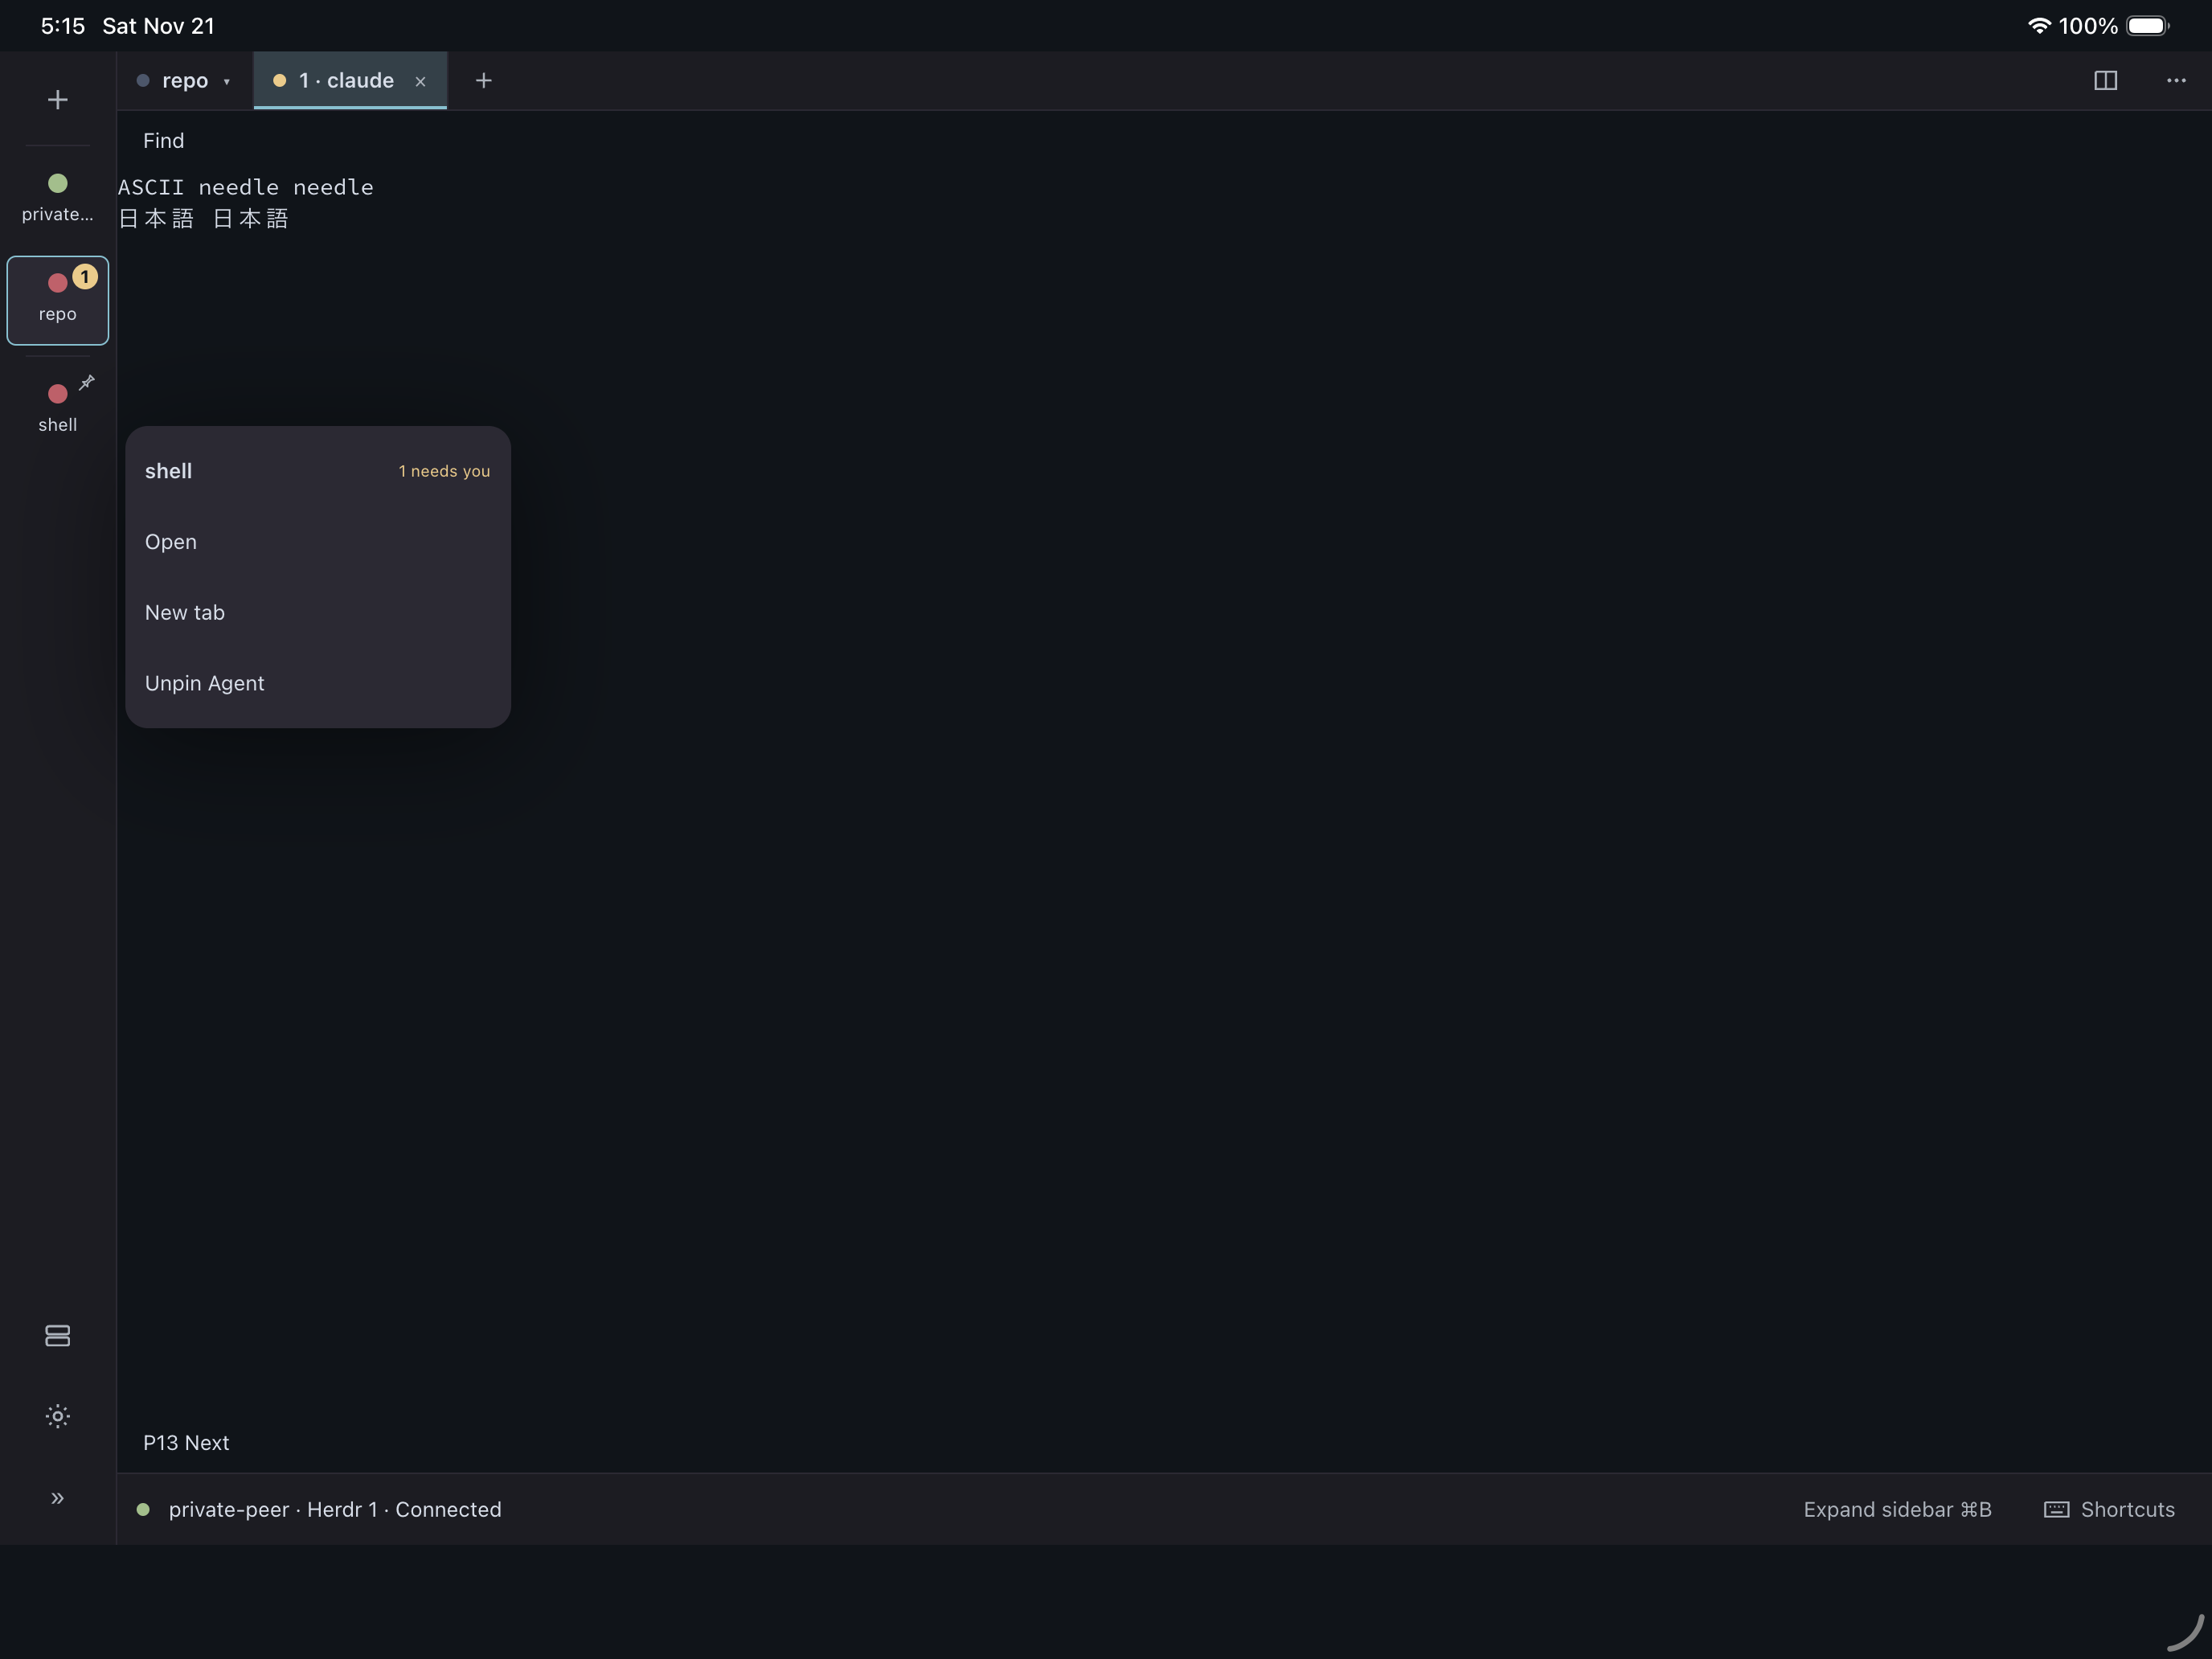 5:15 Sat Nov 21
100%
repo
1 · claude
Find
private...
ASCII needle needle
日本語 日本語
1
repo
shell
shell
1 needs you
Open
New tab
Unpin Agent
P13 Next
private-peer · Herdr 1 · Connected
Expand sidebar ⌘B
Shortcuts